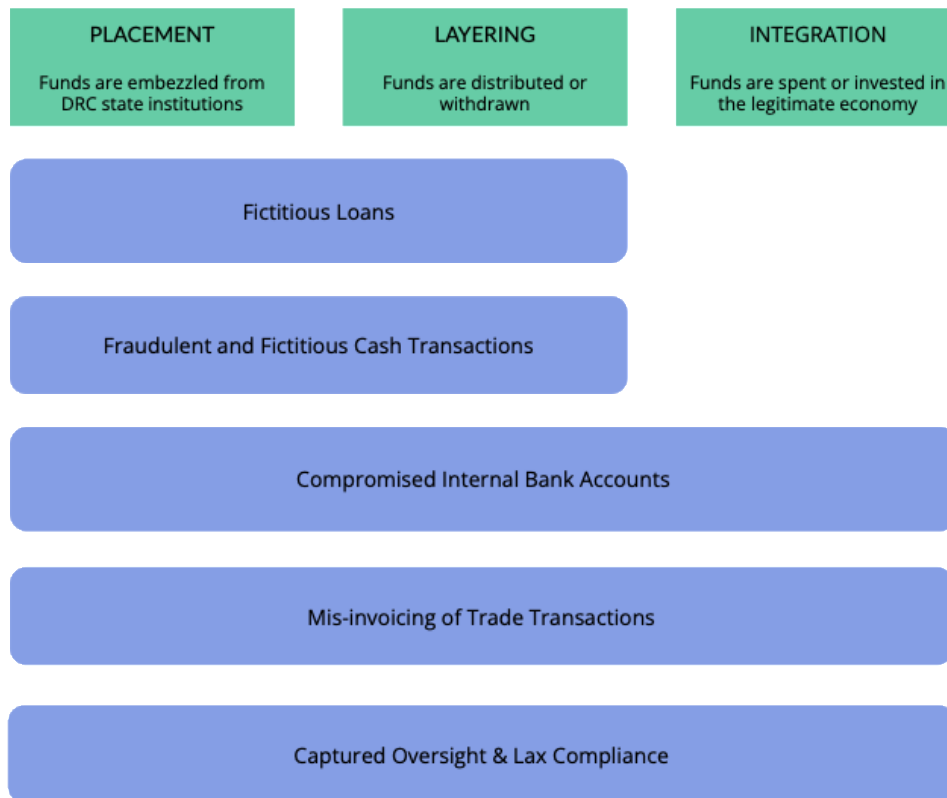 PLACEMENT
Funds are embezzled from
DRC state institutions
LAYERING
Funds are distributed or
withdrawn
INTEGRATION
Funds are spent or invested in
the legitimate economy
Fictitious Loans
Fraudulent and Fictitious Cash Transactions
Compromised Internal Bank Accounts
Mis-invoicing of Trade Transactions
Captured Oversight & Lax Compliance